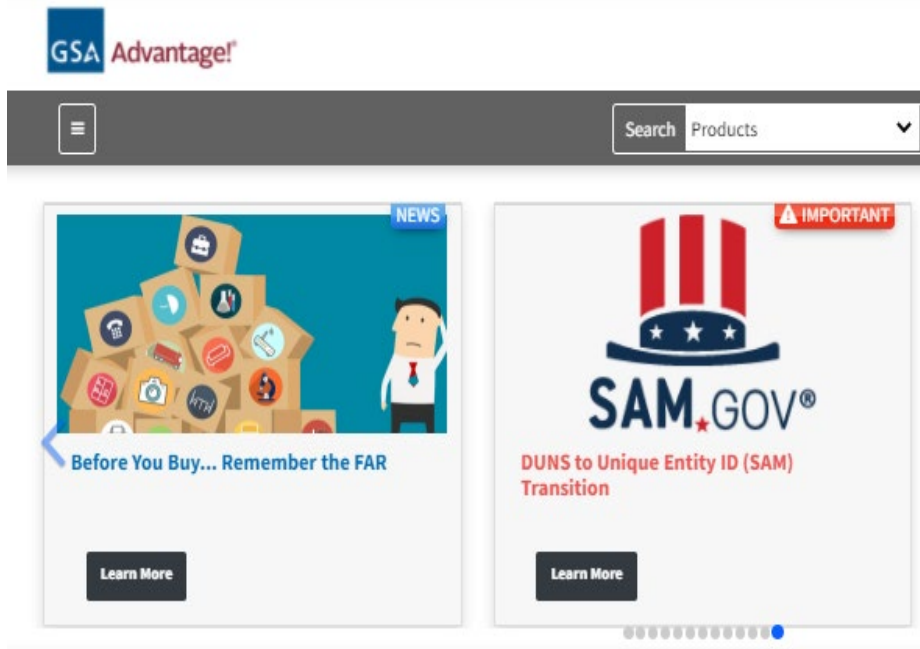 GSA Advantage!
Search Products
NEWS
IMPORTANT
SAM.GOV®
Before You Buy... Remember the FAR
DUNS to Unique Entity ID (SAM)
Transition
Learn More
Learn More